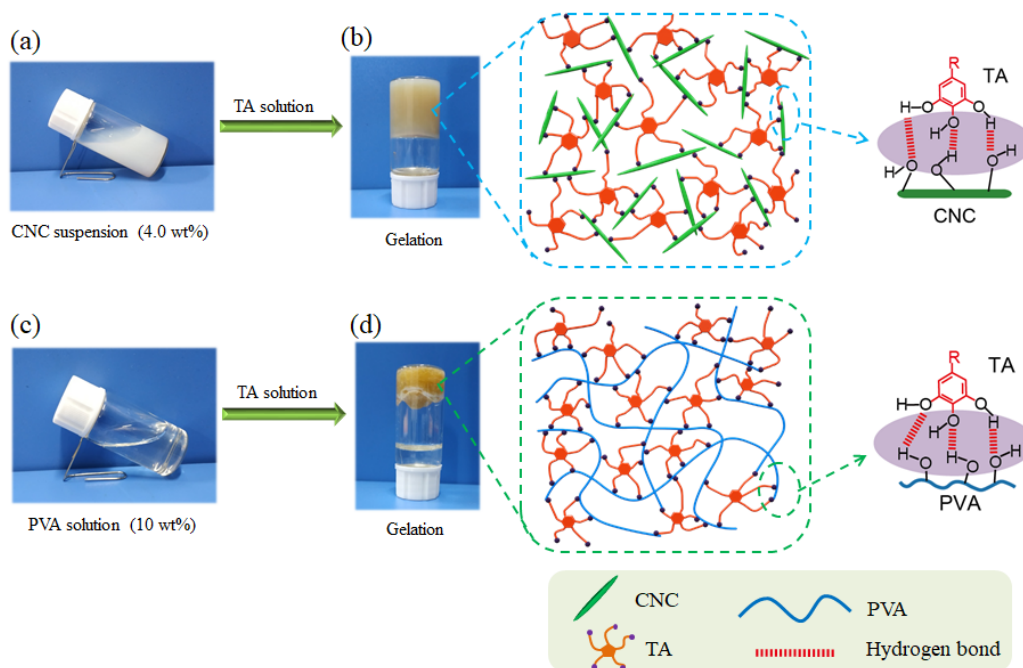 (a)
(b)
TA solution
CNC suspension (4.0 wt%)
Gelation
R
TA
H
O
O
H
O
H
H
O
H
O
O
H
CNC
(c)
(d)
TA solution
PVA solution (10 wt%)
Gelation
R
TA
H
O
O
H
O
H
H
O
H
O
O
H
PVA
CNC
PVA
TA
Hydrogen bond